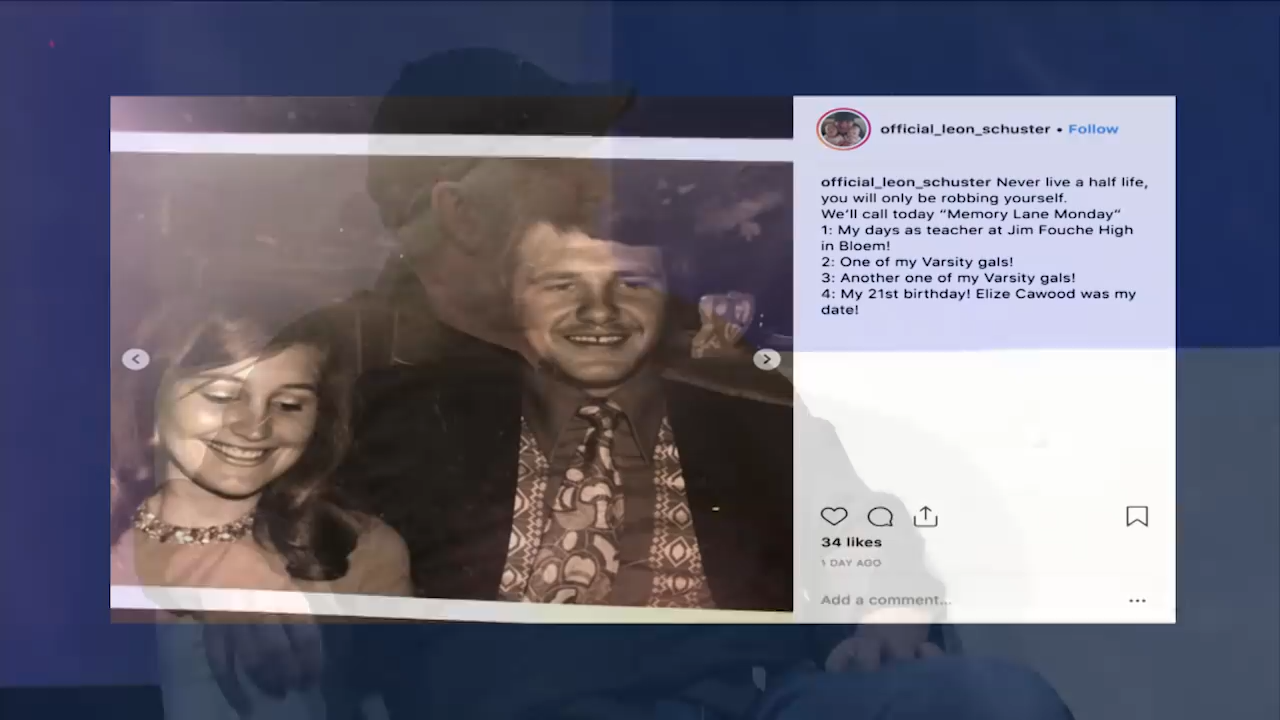 official_leon_schuster • Follow
official_leon_schuster Never live a half life,
you will only be robbing yourself.
We'll call today “Memory Lane Monday“
1: My days as teacher at Jim Fouche High
in Bloem!
2: One of my Varsity gals!
3: Another one of my Varsity gals!
4: My 21st birthday! Elize Cawood was my
date!
34 likes
1 DAY AGO
Add a comment...